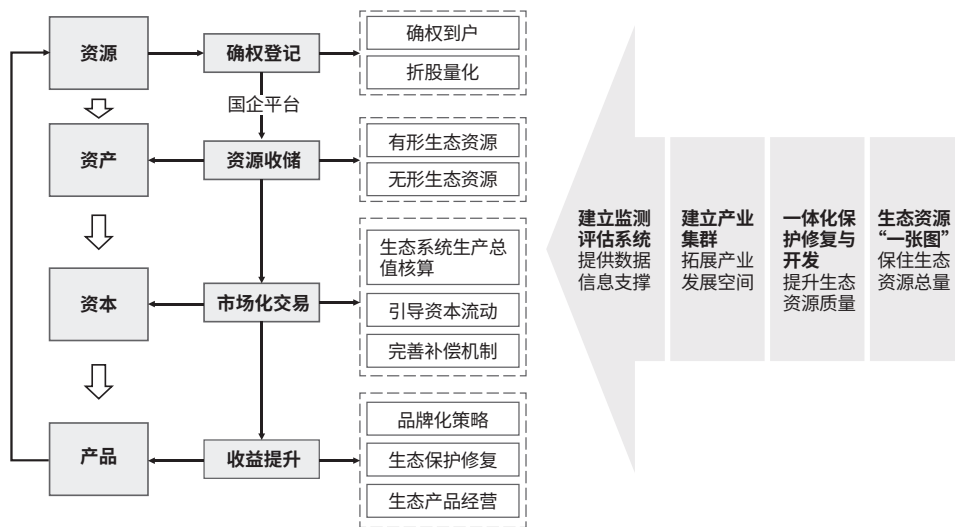 资源
确权登记
确权到户
折股量化
国企平台
资产
资源收储
有形生态资源
无形生态资源
资本
市场化交易
生态系统生产总
值核算
引导资本流动
完善补偿机制
产品
收益提升
品牌化策略
生态保护修复
生态产品经营
建立监测
评估系统
提供数据
信息支撑
建立产业
集群
拓展产业
发展空间
一体化保
护修复与
开发
提升生态
资源质量
生态资源
“一张图”
保住生态
资源总量